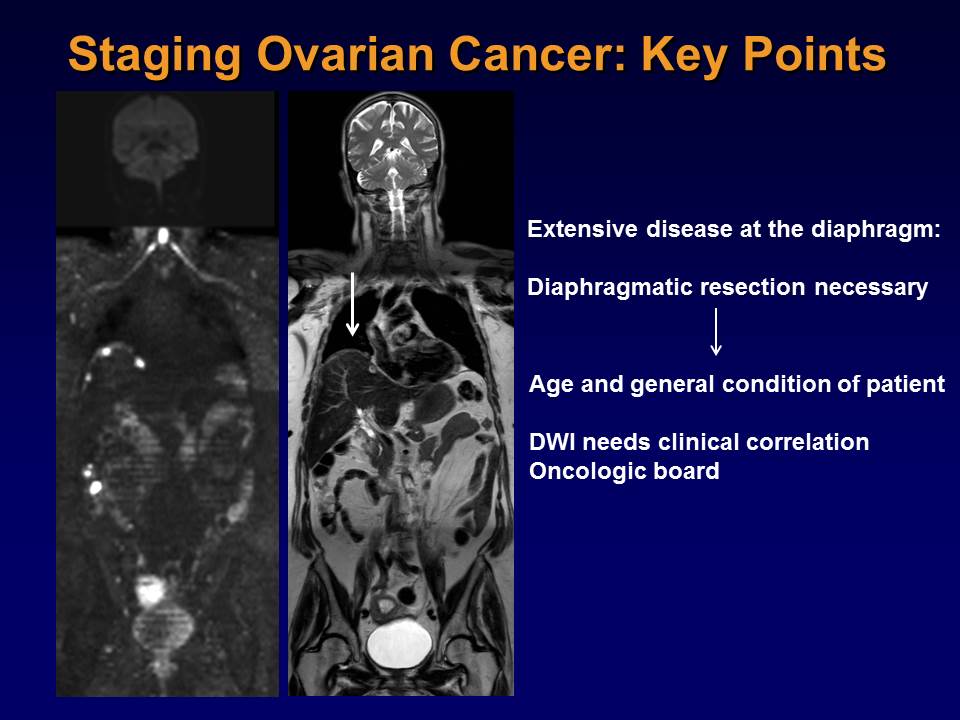 Staging Ovarian Cancer: Key Points
Extensive disease at the diaphragm:
Diaphragmatic resection necessary
Age and general condition of patient
DWI needs clinical correlation
Oncologic board